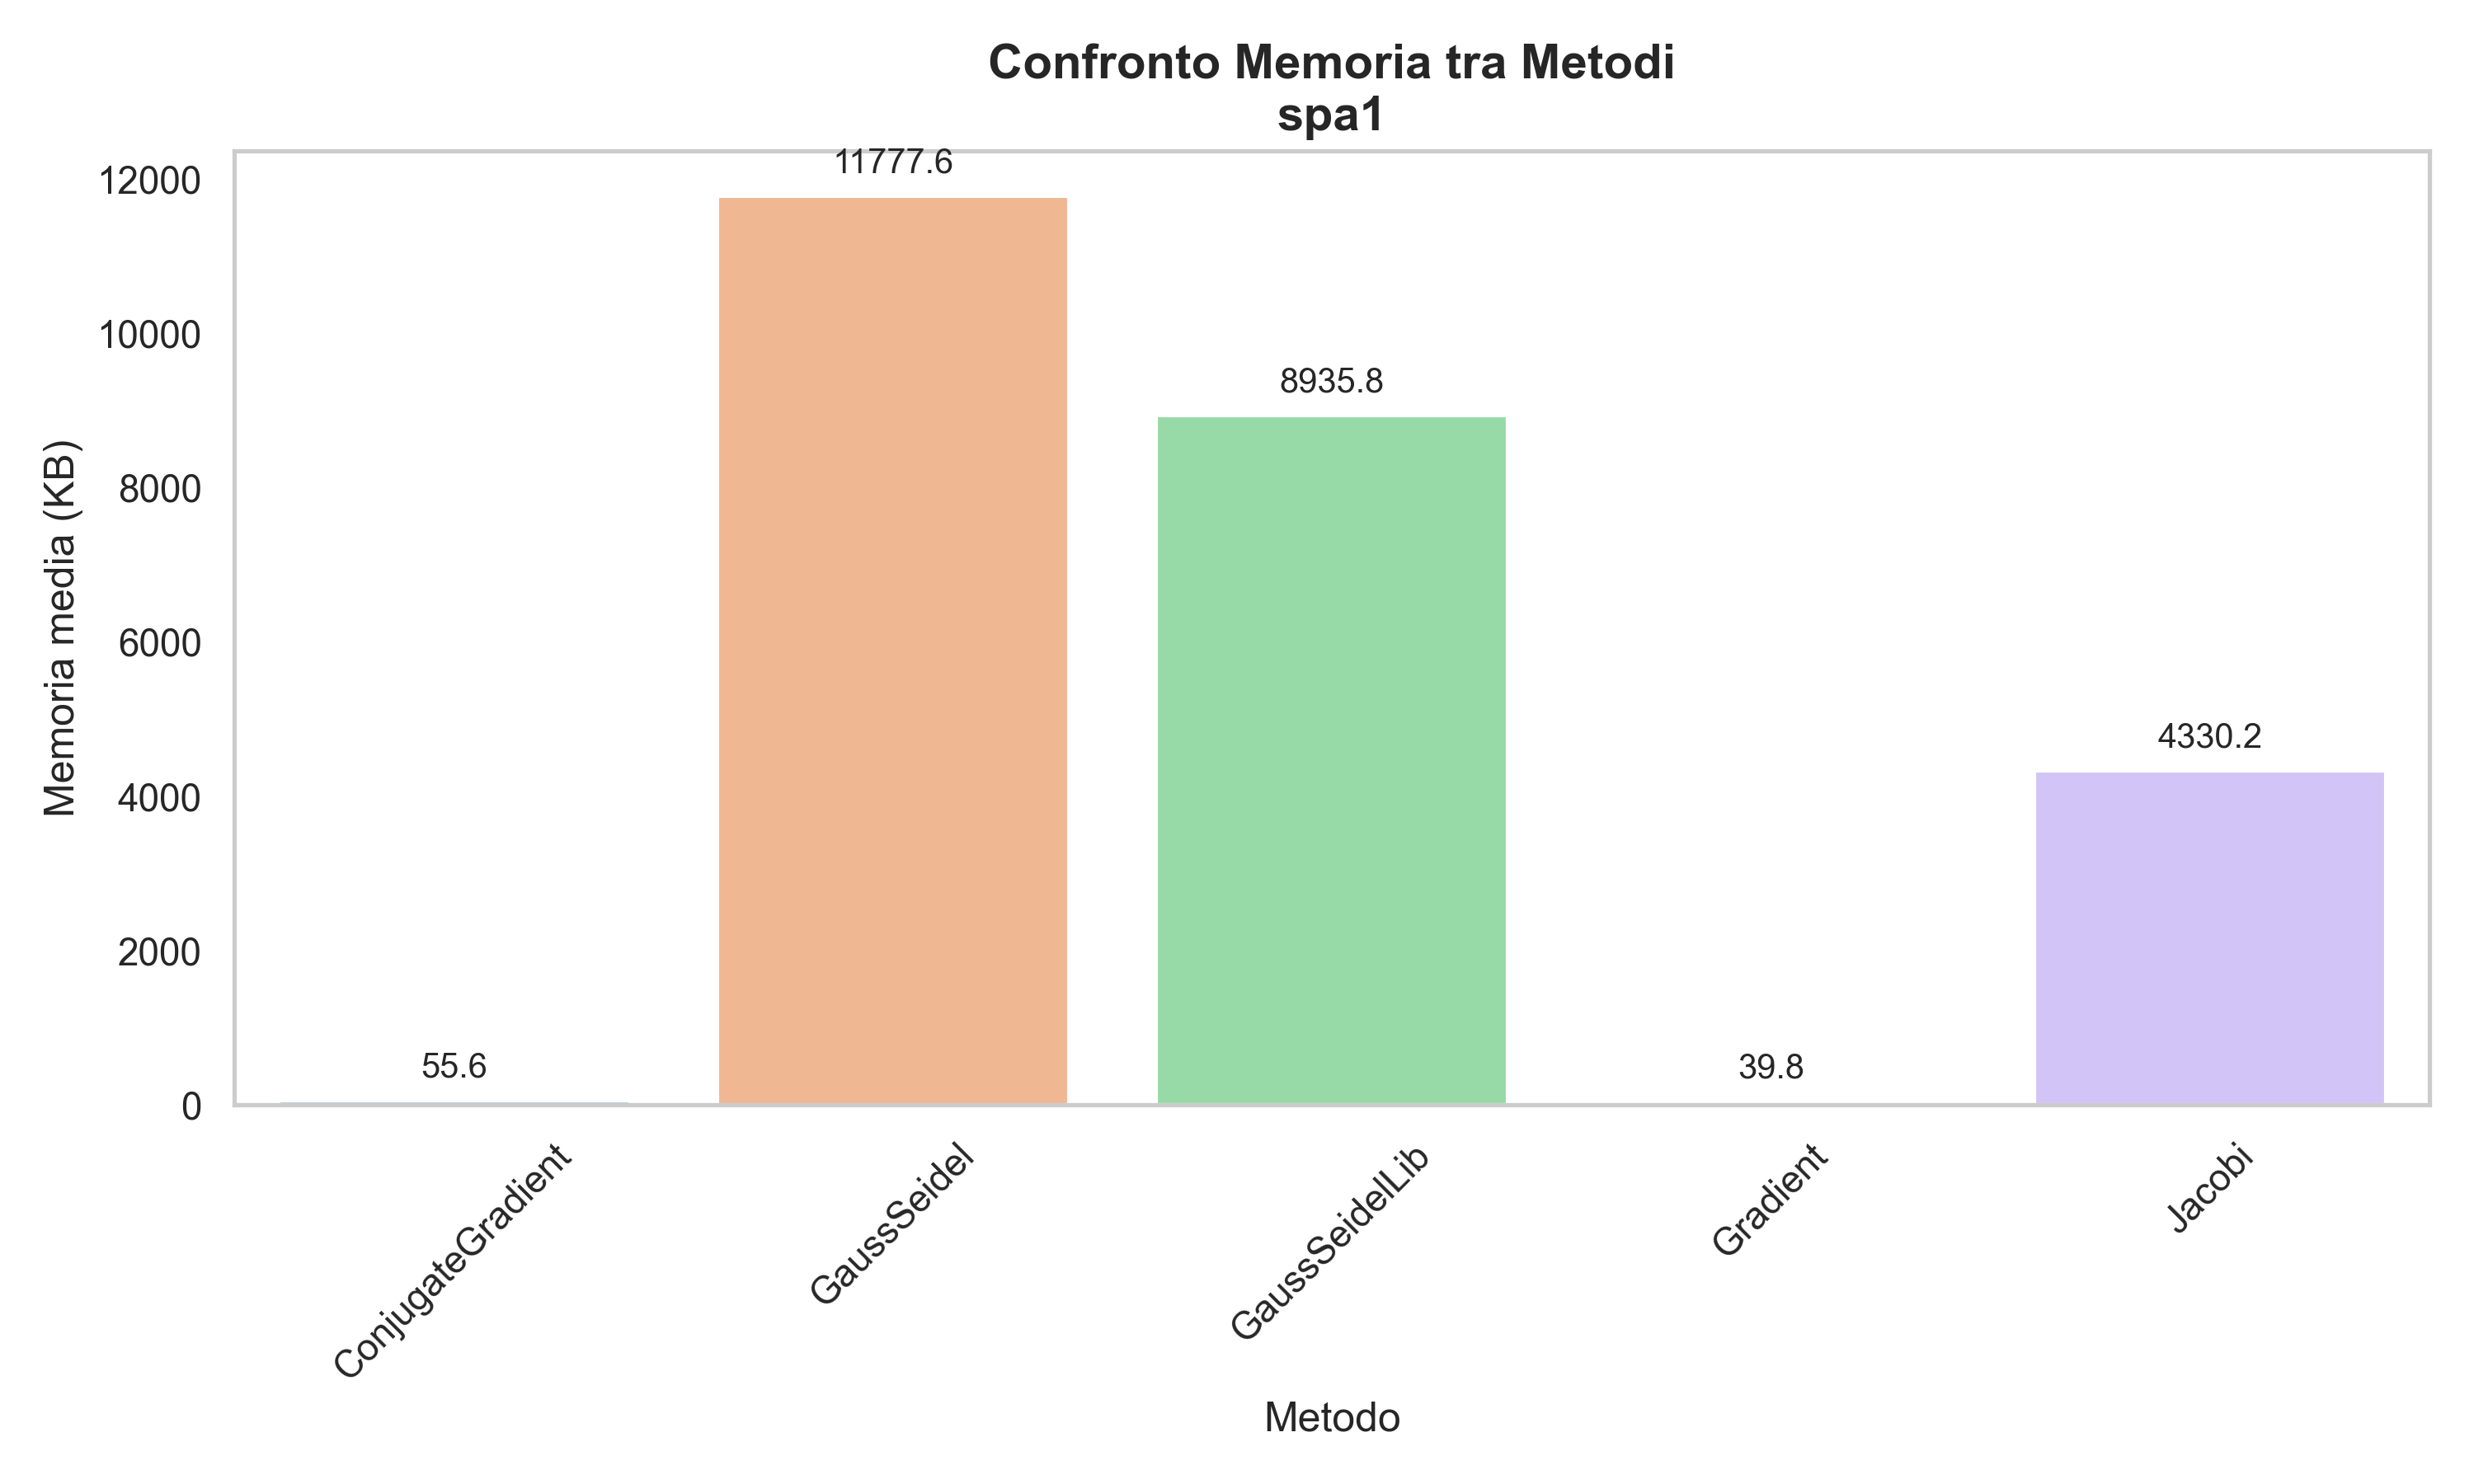 Confronto Memoria tra Metodi
spa1
12000
10000
8000
6000
4000
2000
0
Memoria media (KB)
55.6
11777.6
8935.8
39.8
4330.2
ConjugateGradient
GaussSeidel
GaussSeidelLib
Gradient
Jacobi
Metodo